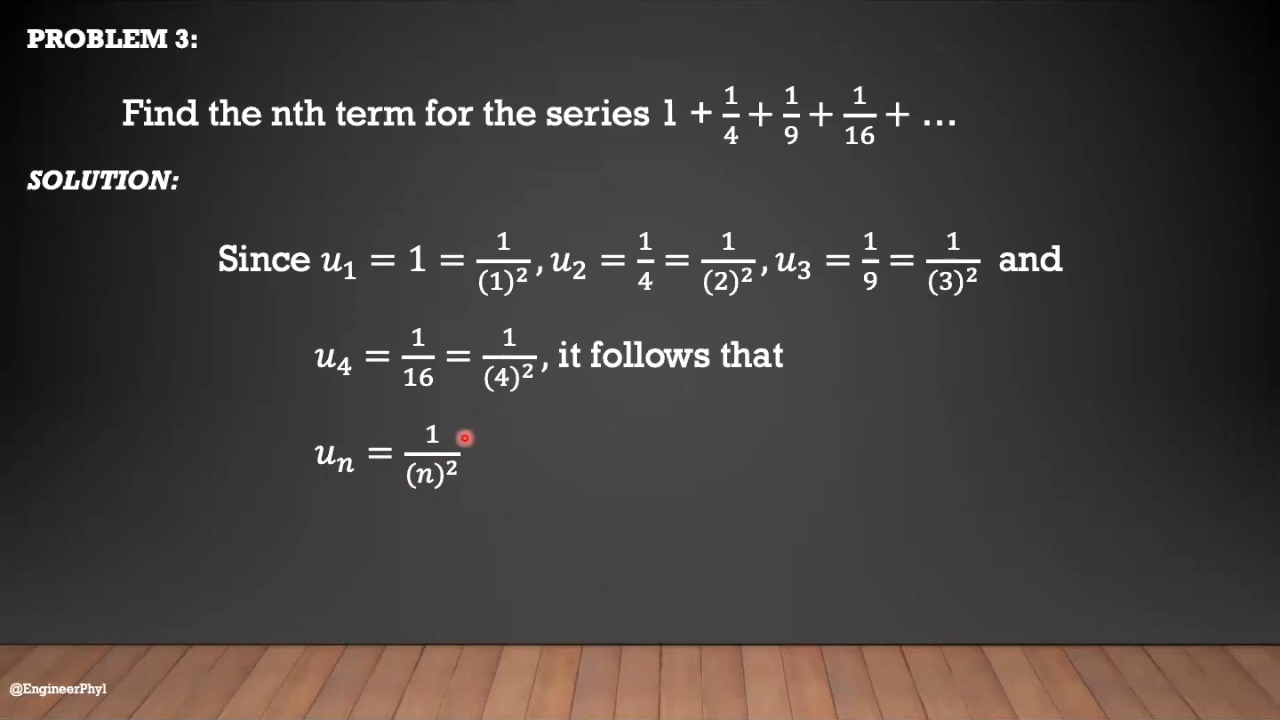 PROBLEM 3:
Find the nth term for the series 1 + 1/4 + 1/9 + 1/16 + …
SOLUTION:
Since u₁ = 1 = 1/(1)², u₂ = 1/4 = 1/(2)², u₃ = 1/9 = 1/(3)² and
u₄ = 1/16 = 1/(4)², it follows that
uₙ = 1/(n)²
@EngineerPhyl